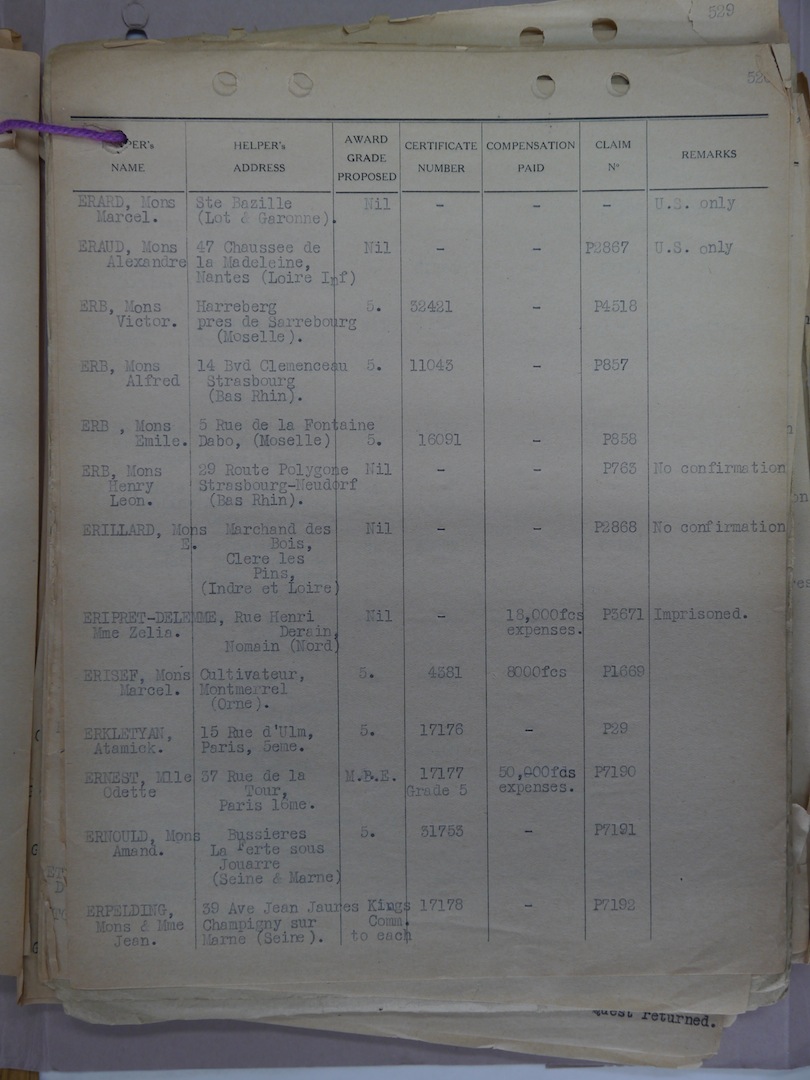 529
HELPER's NAME HELPER's ADDRESS AWARD GRADE PROPOSED CERTIFICATE NUMBER COMPENSATION PAID CLAIM No REMARKS
ERARD, Mons Ste Bazille Nil - - - U.S. only
Marcel. (Lot & Garonne).
ERAUD, Mons 47 Chaussee de Nil - - P2867 U.S. only
Alexandre la Madeleine,
Nantes (Loire Inf)
ERB, Mons Harreberg 5. 32421 - P4518
Victor. pres de Sarrebourg
(Moselle).
ERB, Mons 14 Bvd Clemenceau 5. 11043 - P857
Alfred Strasbourg
(Bas Rhin).
ERB , Mons 5 Rue de la Fontaine
Emile. Dabo, (Moselle) 5. 16091 - P858
ERB, Mons 29 Route Polygone Nil - - P763 No confirmation
Henry Strasbourg-Neudorf
Leon. (Bas Rhin).
ERILLARD, Mons Marchand des Nil - - P2868 No confirmation
E. Bois,
Clere les
Pins,
(Indre et Loire)
ERIPRET-DELEMME, Rue Henri Nil - 18,000fcs P3671 Imprisoned.
Mme Zelia. Derain, expenses.
Nomain (Nord)
ERISEF, Mons Cultivateur, 5. 4381 8000fcs P1669
Marcel. Montmerrel
(Orne).
ERKLETYAN, 15 Rue d'Ulm, 5. 17176 - P29
Atamick. Paris, 5eme.
ERNEST, Mlle 37 Rue de la M.B.E. 17177 50,000fcs P7190
Odette Tour, Grade 5 expenses.
Paris 16me.
ERNOULD, Mons Bussieres 5. 31753 - P7191
Amand. La Ferte sous
Jouarre
(Seine & Marne)
ERPELDING, 39 Ave Jean Jaures Kings 17178 - P7192
Mons & Mme Champigny sur Comm.
Jean. Marne (Seine). to each
returned.